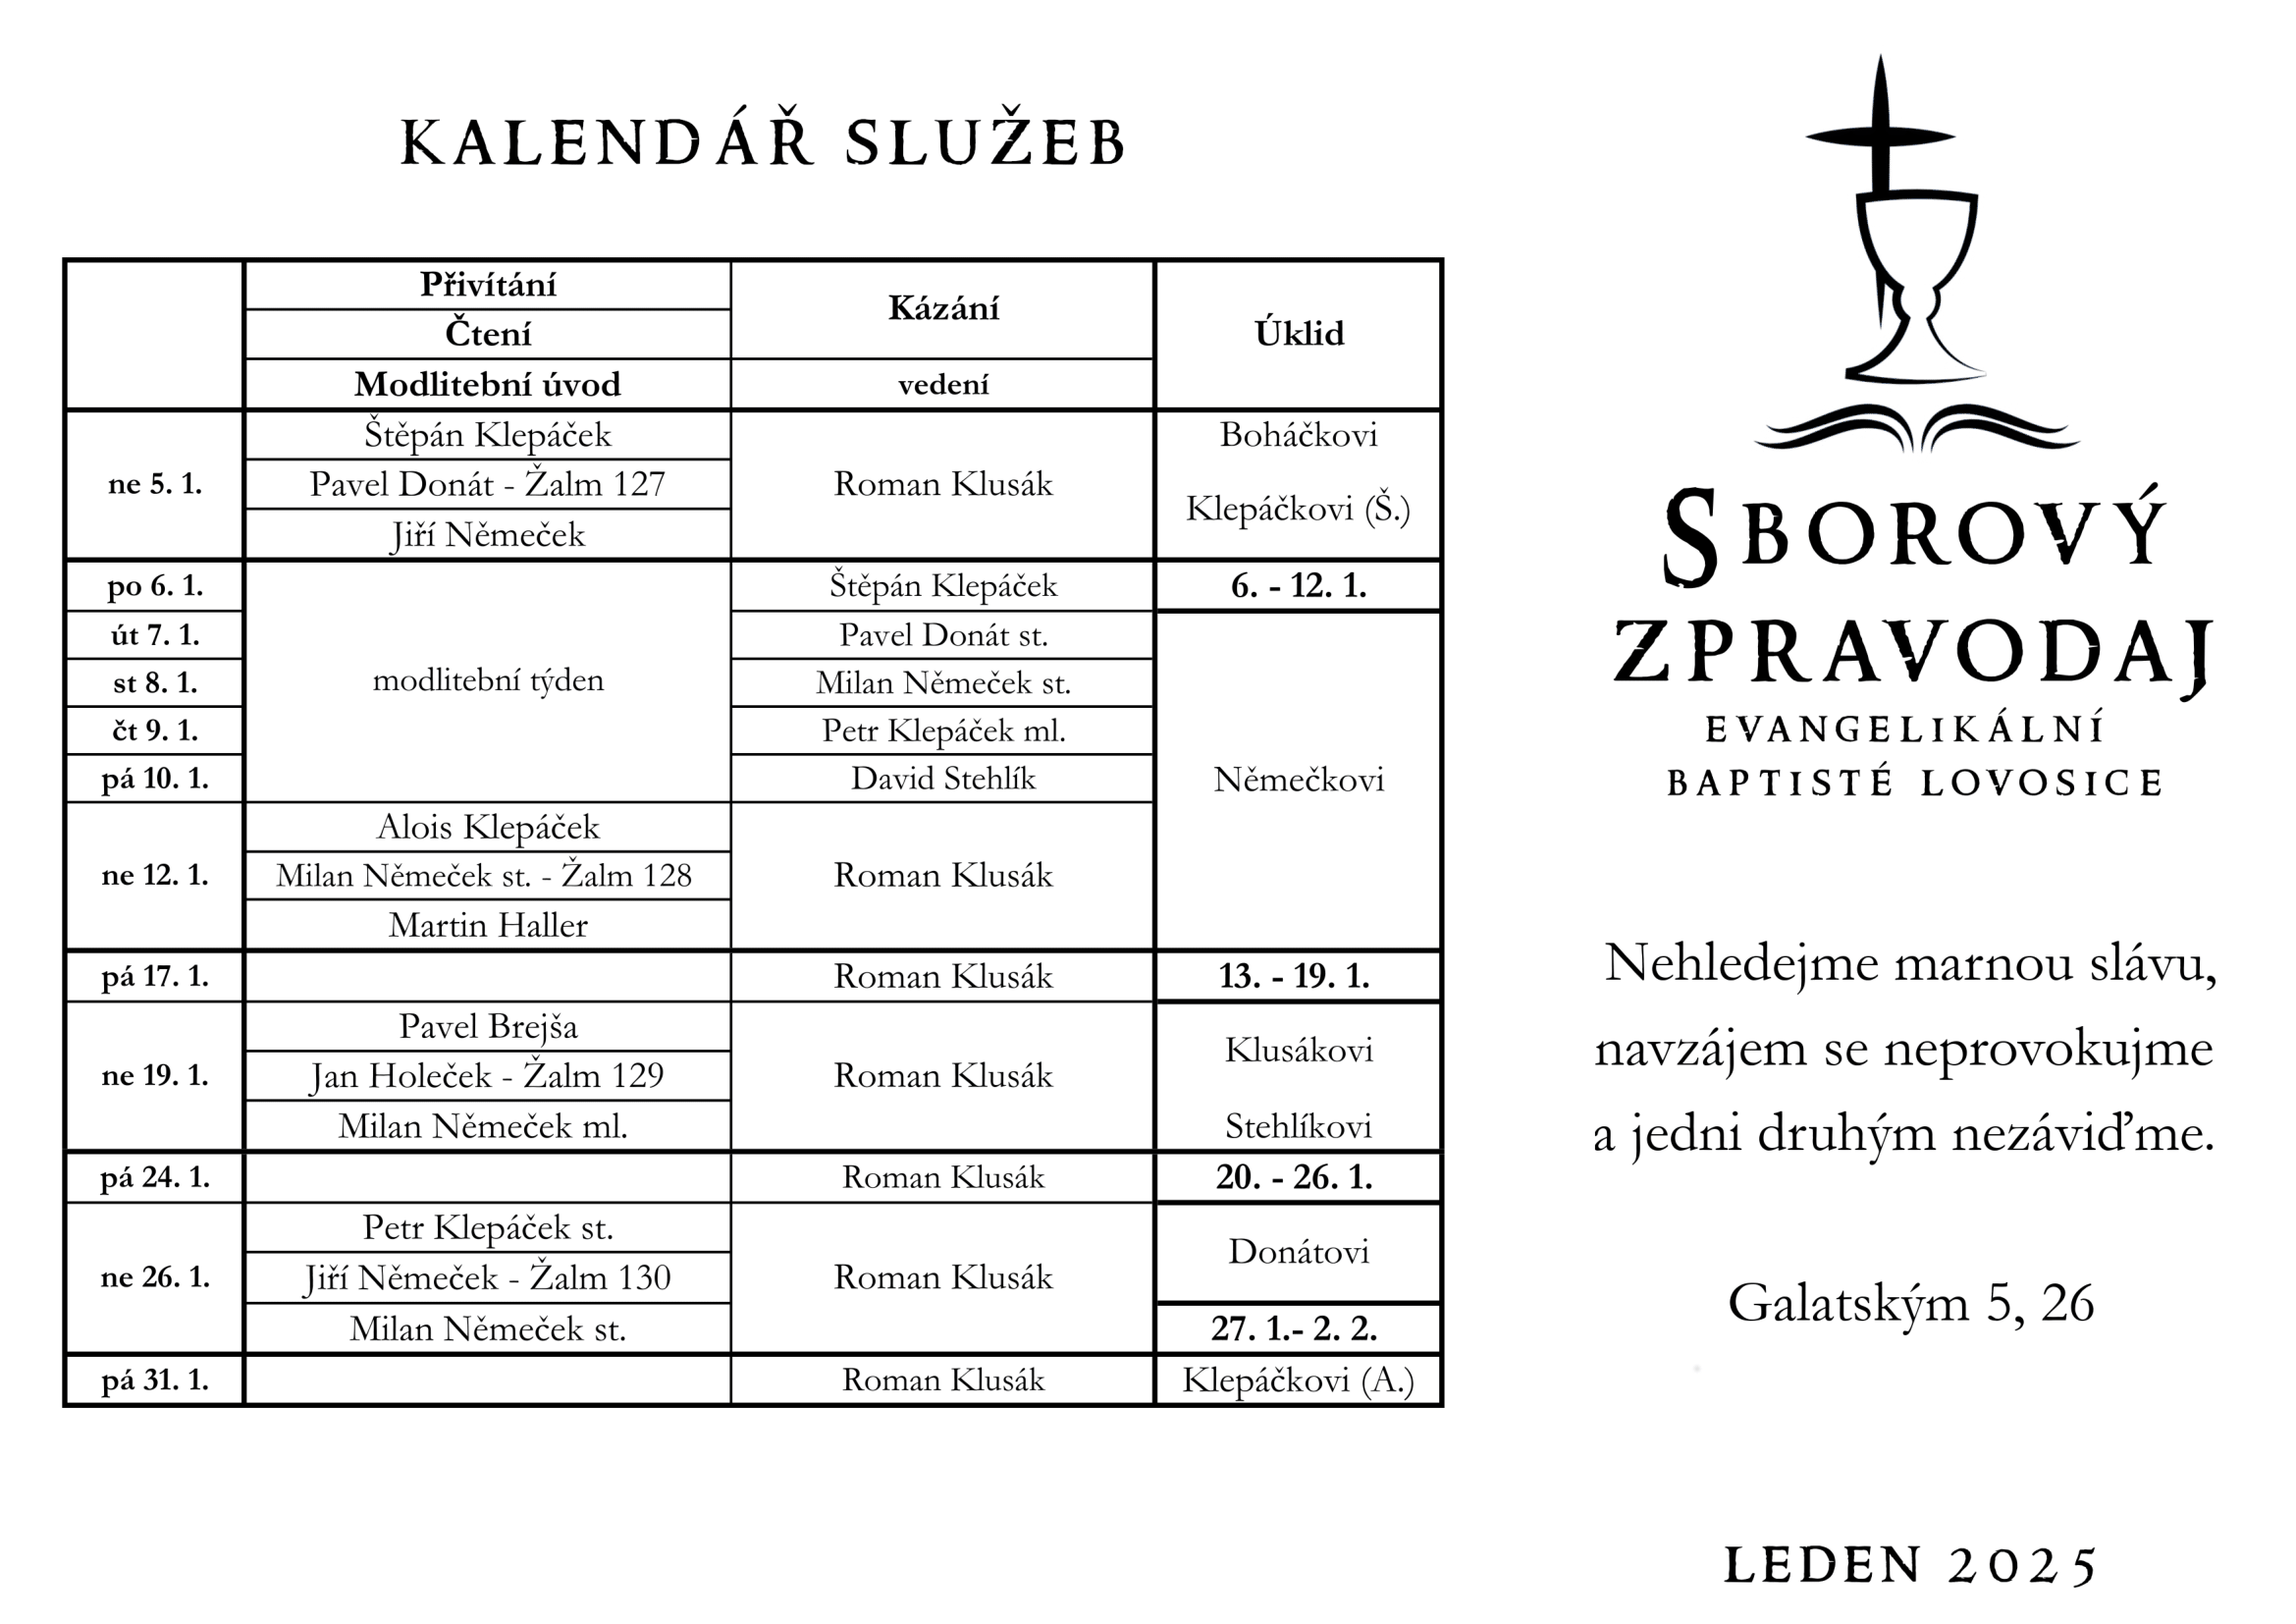 KALENDÁŘ SLUŽEB
Přivítání
Čtení
Modlitební úvod
Kázání
vedení
Úklid
ne 5. 1.
Štěpán Klepáček
Pavel Donát - Žalm 127
Jiří Němeček
Roman Klusák
Boháčkovi
Klepáčkovi (Š.)
po 6. 1.
modlitební týden
Štěpán Klepáček
6. - 12. 1.
út 7. 1.
Pavel Donát st.
st 8. 1.
Milan Němeček st.
čt 9. 1.
Petr Klepáček ml.
pá 10. 1.
David Stehlík
Němečkovi
ne 12. 1.
Alois Klepáček
Milan Němeček st. - Žalm 128
Martin Haller
Roman Klusák
pá 17. 1.
Roman Klusák
13. - 19. 1.
ne 19. 1.
Pavel Brejša
Jan Holeček - Žalm 129
Milan Němeček ml.
Roman Klusák
Klusákovi
Stehlíkovi
pá 24. 1.
Roman Klusák
20. - 26. 1.
ne 26. 1.
Petr Klepáček st.
Jiří Němeček - Žalm 130
Milan Němeček st.
Roman Klusák
Donátovi
27. 1.- 2. 2.
pá 31. 1.
Roman Klusák
Klepáčkovi (A.)
SBOROVÝ
ZPRAVODAJ
EVANGELIKÁLNÍ
BAPTISTÉ LOVOSICE
Nehledejme marnou slávu,
navzájem se neprovokujme
a jedni druhým nezáviďme.
Galatským 5, 26
LEDEN 2025